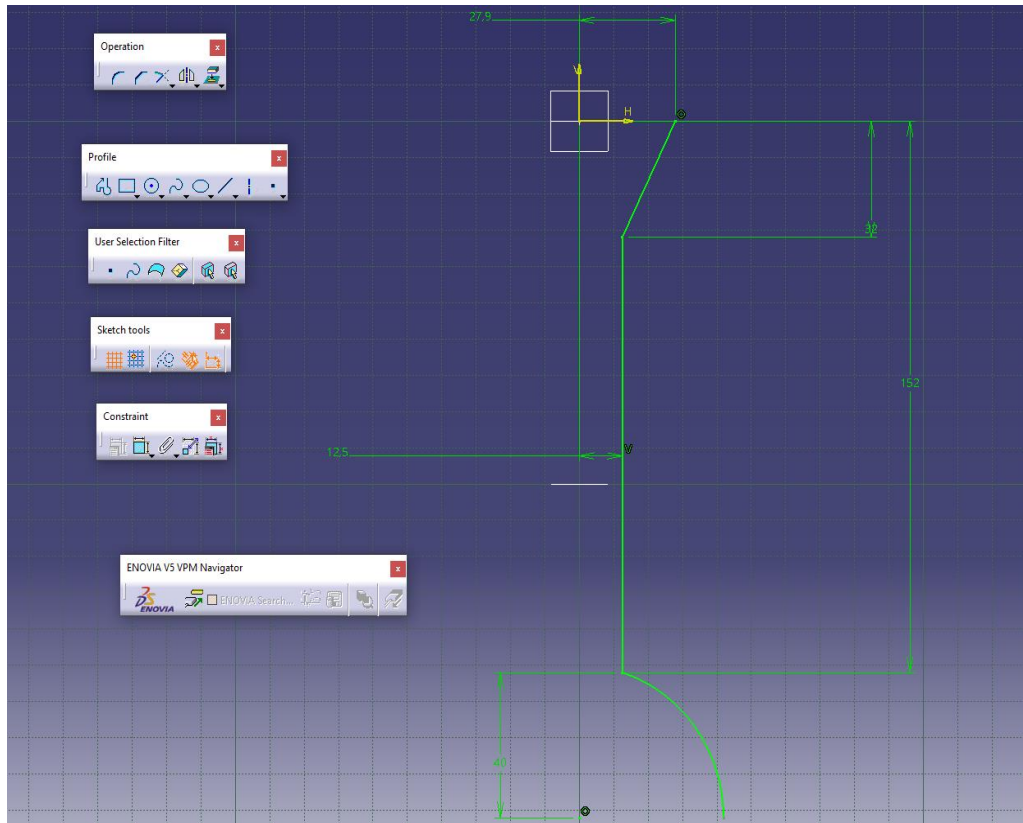 27,9
Operation
V
H
Profile
User Selection Filter
Sketch tools
152
Constraint
V
12,5
ENOVIA V5 VPM Navigator
ENOVIA
ENOVIA Search...
40